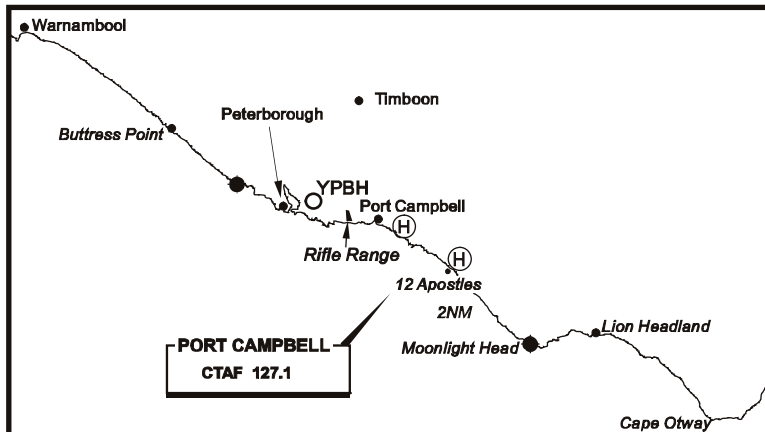 Warnambool
Timboon
Peterborough
Buttress Point
YPBH
Port Campbell
H
Rifle Range
H
12 Apostles
2NM
Lion Headland
PORT CAMPBELL
Moonlight Head
CTAF 127.1
Cape Otway